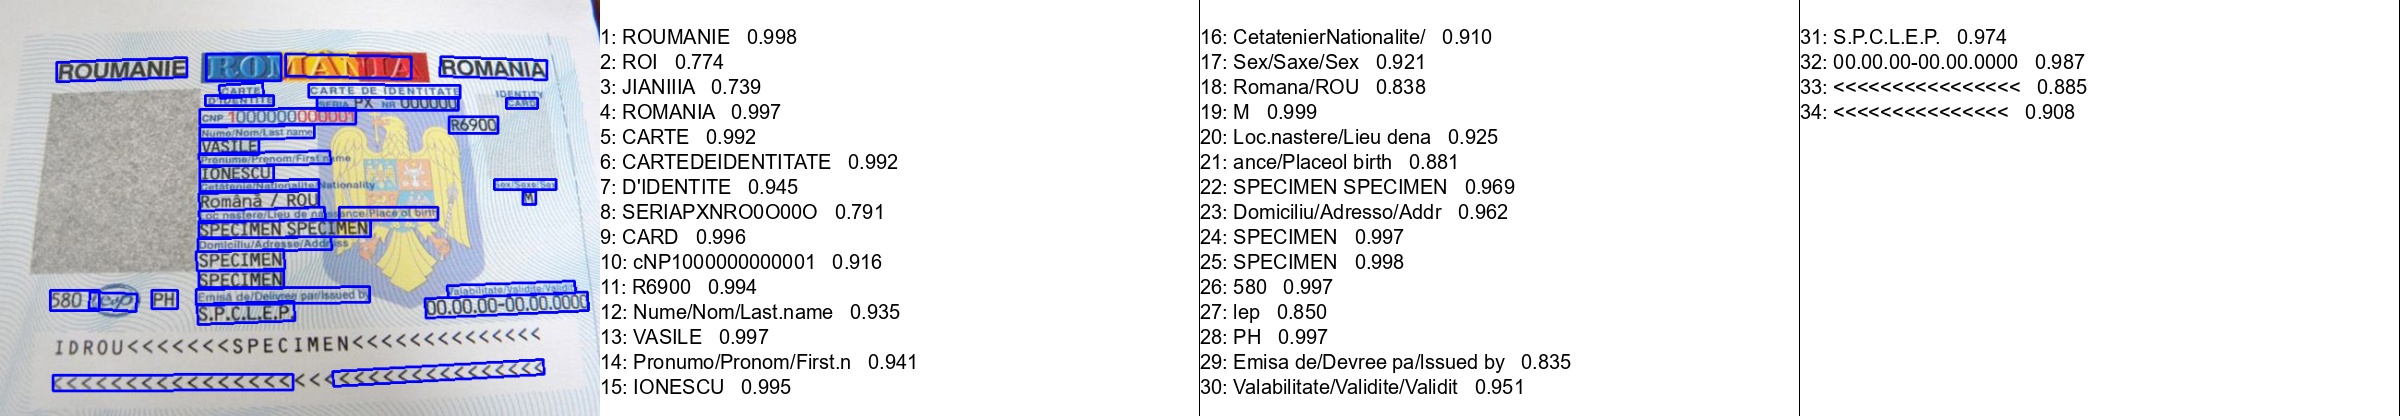 ROUMANIE ROMANIA ROMANIA
CARTE D'IDENTITE
CARTE DE IDENTITATE
IDENTITY CARD
SERIA PX NR 000000
CNP 1000000000001
R6900
Nume/Nom/Last name
VASILE
Prenume/Prenom/First name
IONESCU
Cetățenie/Nationalite/Nationality
Română / ROU
Sex/Saxe/Sex
M
Loc nastere/Lieu de naissance/Place of birth
SPECIMEN SPECIMEN
Domiciliu/Adresse/Address
SPECIMEN
SPECIMEN
580 PH
Emisă de/Delivree par/Issued by
S.P.C.L.E.P.
Valabilitate/Validite/Validit
00.00.00-00.00.0000
IDROU<<<<<<<SPECIMEN<<<<<<<<<<<<<<
1: ROUMANIE 0.998
2: ROI 0.774
3: JIANIIIA 0.739
4: ROMANIA 0.997
5: CARTE 0.992
6: CARTEDEIDENTITATE 0.992
7: D'IDENTITE 0.945
8: SERIAPXNRO0O00O 0.791
9: CARD 0.996
10: cNP1000000000001 0.916
11: R6900 0.994
12: Nume/Nom/Last.name 0.935
13: VASILE 0.997
14: Pronumo/Pronom/First.n 0.941
15: IONESCU 0.995
16: CetatenierNationalite/ 0.910
17: Sex/Saxe/Sex 0.921
18: Romana/ROU 0.838
19: M 0.999
20: Loc.nastere/Lieu dena 0.925
21: ance/Placeol birth 0.881
22: SPECIMEN SPECIMEN 0.969
23: Domiciliu/Adresso/Addr 0.962
24: SPECIMEN 0.997
25: SPECIMEN 0.998
26: 580 0.997
27: lep 0.850
28: PH 0.997
29: Emisa de/Devree pa/Issued by 0.835
30: Valabilitate/Validite/Validit 0.951
31: S.P.C.L.E.P. 0.974
32: 00.00.00-00.00.0000 0.987
33: <<<<<<<<<<<<<<<< 0.885
34: <<<<<<<<<<<<<<< 0.908